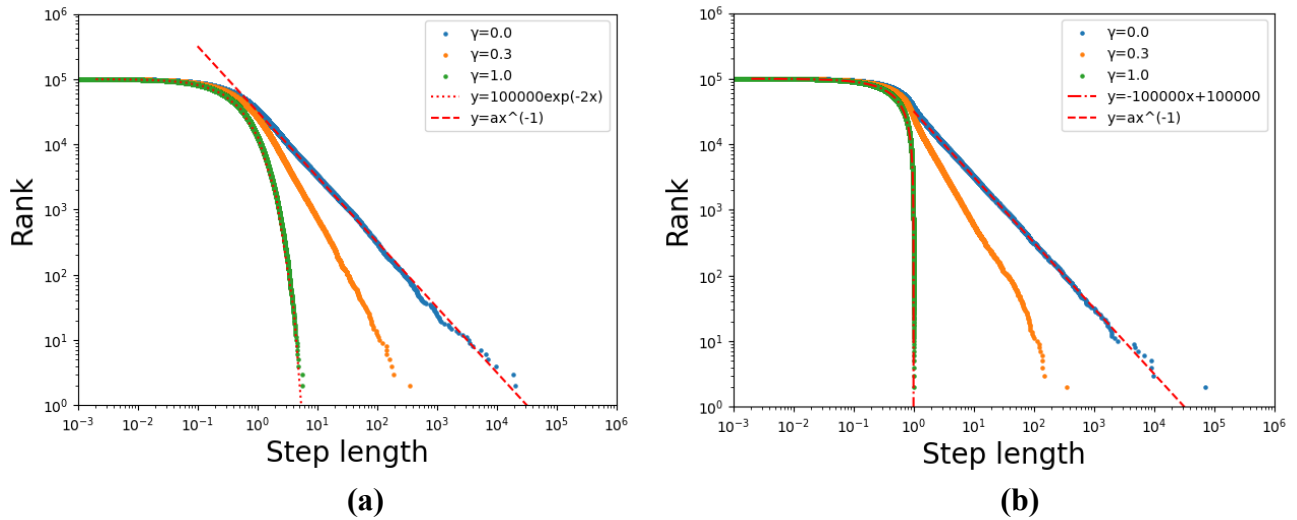 10^6
10^5
10^4
10^3
10^2
10^1
10^0
Rank
γ=0.0
γ=0.3
γ=1.0
y=100000exp(-2x)
y=ax^(-1)
10^−3 10^−2 10^−1 10^0 10^1 10^2 10^3 10^4 10^5 10^6
Step length
(a)
10^6
10^5
10^4
10^3
10^2
10^1
10^0
Rank
γ=0.0
γ=0.3
γ=1.0
y=-100000x+100000
y=ax^(-1)
10^−3 10^−2 10^−1 10^0 10^1 10^2 10^3 10^4 10^5 10^6
Step length
(b)